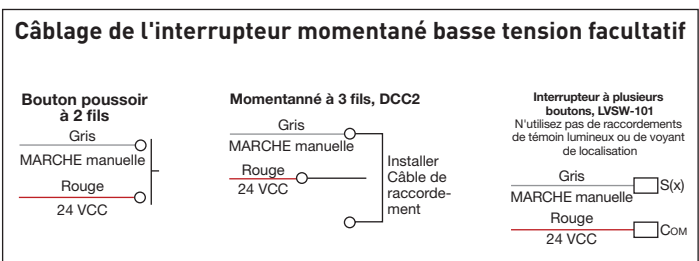 Câblage de l'interrupteur momentané basse tension facultatif
Bouton poussoir
à 2 fils
Gris
MARCHE manuelle
Rouge
24 VCC
Momentanné à 3 fils, DCC2
Gris
MARCHE manuelle
Rouge
24 VCC
Installer
Câble de
raccorde-
ment
Interrupteur à plusieurs
boutons, LVSW-101
N'utilisez pas de raccordements
de témoin lumineux ou de voyant
de localisation
Gris
MARCHE manuelle
S(x)
Rouge
24 VCC
COM